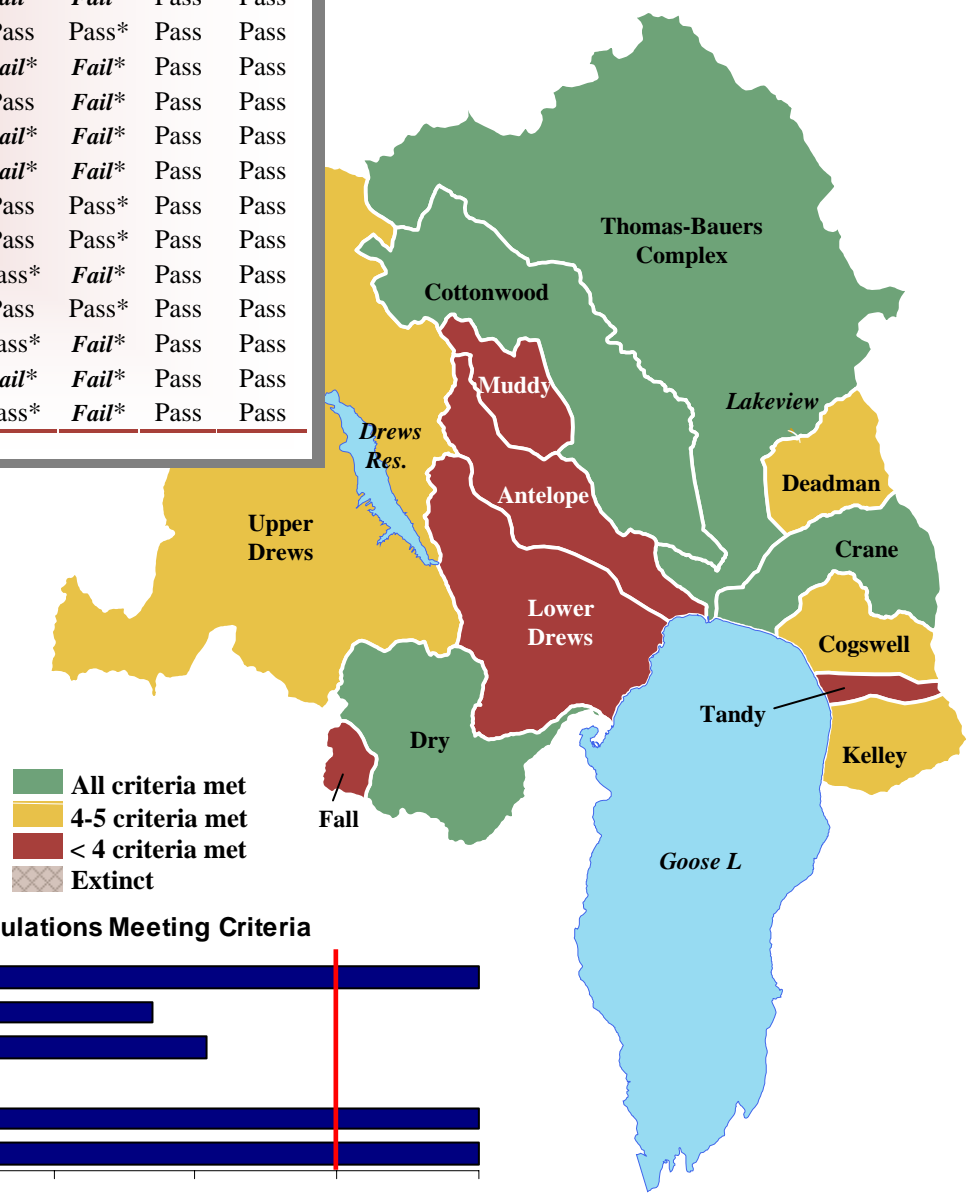 Pass Pass
Pass* Pass Pass
Fail* Pass Pass
Fail* Pass Pass
Fail* Pass Pass
Fail* Pass Pass
Pass* Pass Pass
Pass* Pass Pass
Fail* Pass Pass
Pass* Pass Pass
Fail* Pass Pass
Fail* Pass Pass
Fail* Pass Pass
Thomas-Bauers
Complex
Cottonwood
Muddy
Lakeview
Drews
Res.
Deadman
Antelope
Upper
Drews
Crane
Lower
Drews
Cogswell
Tandy
Dry
Kelley
Fall
Goose L
All criteria met
4-5 criteria met
< 4 criteria met
Extinct
ulations Meeting Criteria